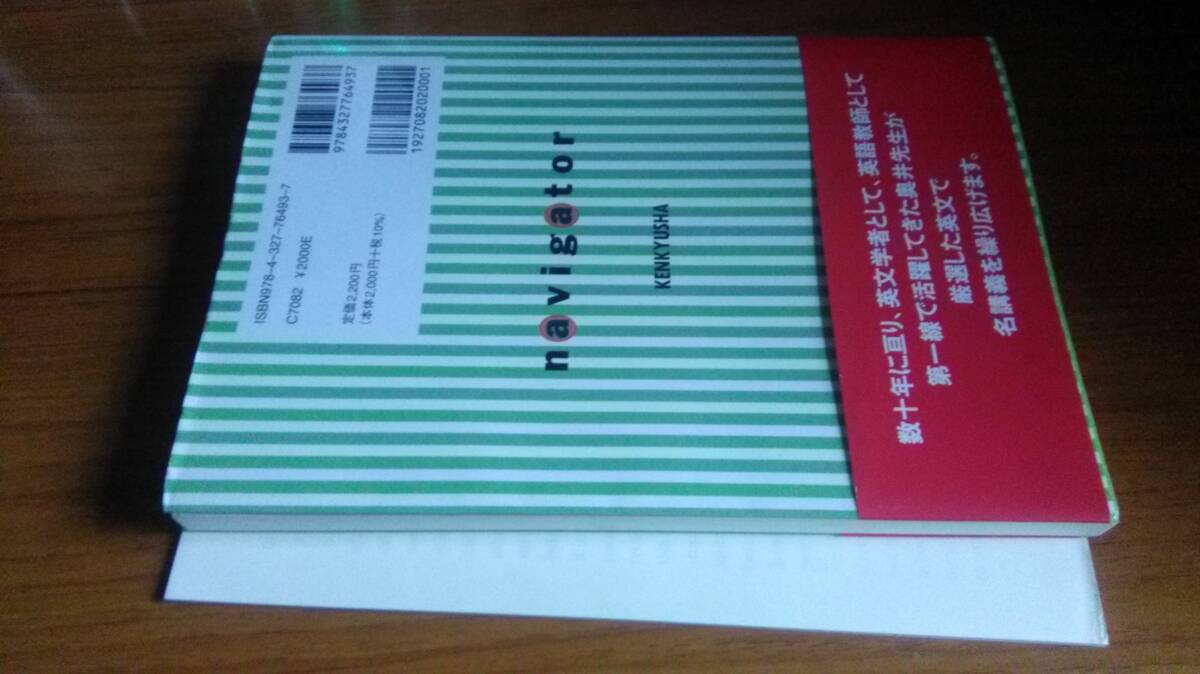 9784327764937
1927082020001
ISBN978-4-327-76493-7
C7082 ¥2000E
定価2,200円
(本体2,000円+税10%)
navigator
KENKYUSHA
数十年に亘り、英文学者として、英語教師として
第一線で活躍してきた奥井先生が
厳選した英文で
名講義を繰り広げます。